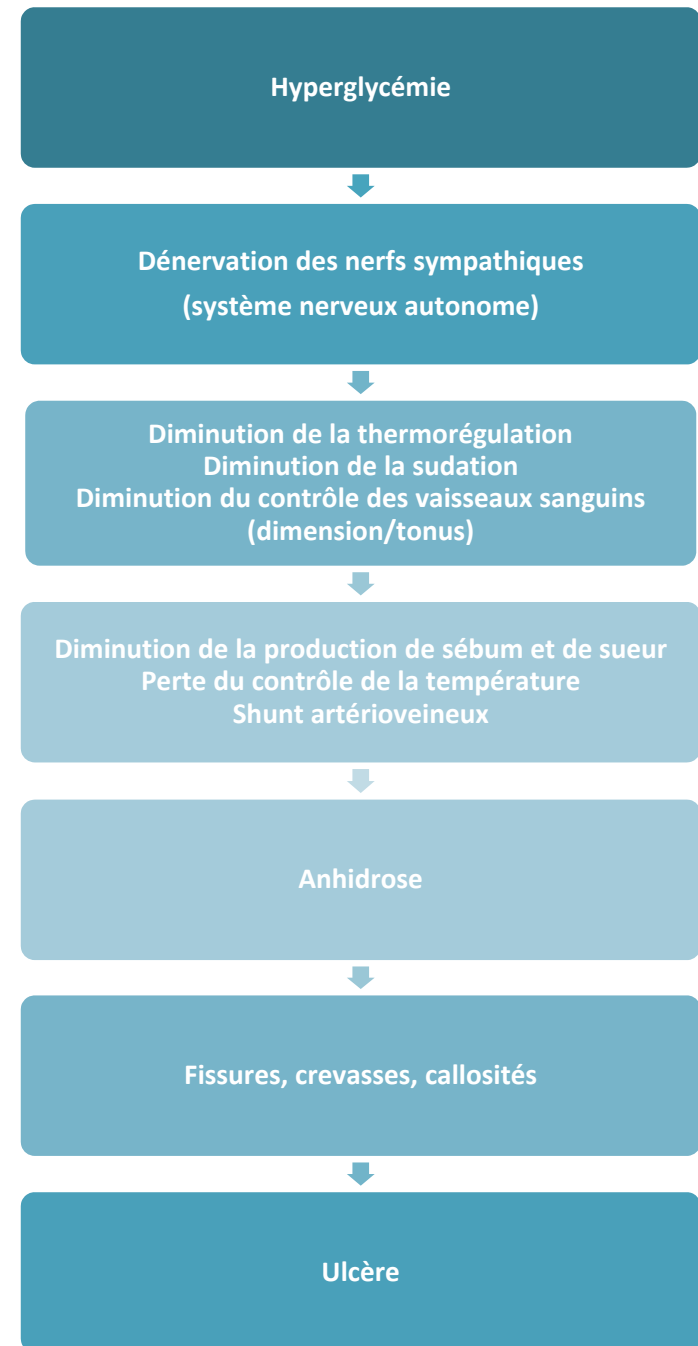 Hyperglycémie
Dénervation des nerfs sympathiques
(système nerveux autonome)
Diminution de la thermorégulation
Diminution de la sudation
Diminution du contrôle des vaisseaux sanguins
(dimension/tonus)
Diminution de la production de sébum et de sueur
Perte du contrôle de la température
Shunt artérioveineux
Anhidrose
Fissures, crevasses, callosités
Ulcère